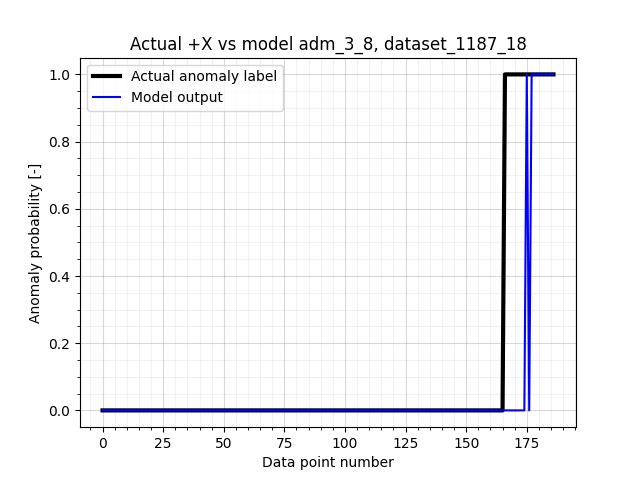 Actual +X vs model adm_3_8, dataset_1187_18
Actual anomaly label
Model output
1.0
0.8
0.6
0.4
0.2
0.0
Anomaly probability [-]
0 25 50 75 100 125 150 175
Data point number